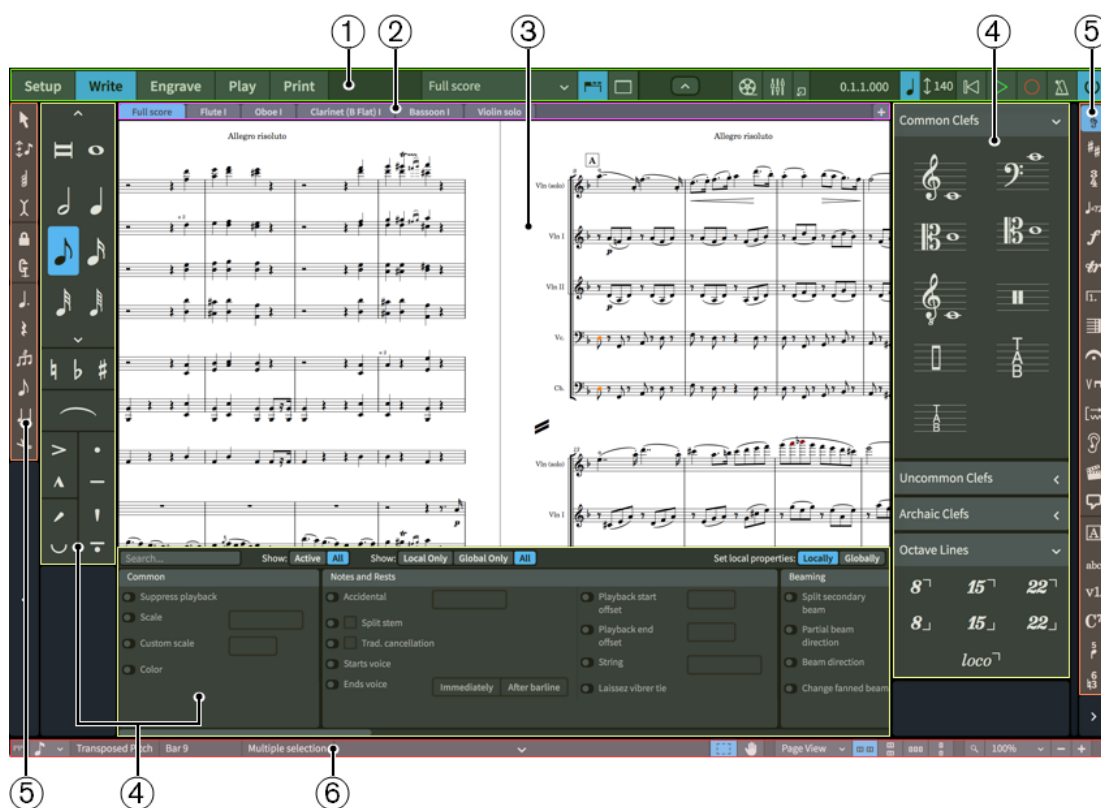 ① ② ③ ④ ⑤
Setup Write Engrave Play Print Full score 0.1.1.000 140
Full score Flute I Oboe I Clarinet (B Flat) I Bassoon I Violin solo +
Common Clefs
Allegro risoluto Allegro risoluto
A
Vln (solo)
a 2
Vln I
p
Vln II
p
a 2
Vc.
Cb.
TAB
TAB
Vln (solo)
Uncommon Clefs
Vln I
Archaic Clefs
p
Octave Lines
Search... Show: Active All Show: Local Only Global Only All Set local properties: Locally Globally
Common Notes and Rests Beaming
8 15 22
Suppress playback Accidental Playback start offset Split secondary beam
Scale Split stem
8 15 22
Custom scale Trad. cancellation Playback end offset Partial beam direction
Color Starts voice String Beam direction
loco
Ends voice Immediately After barline Laissez vibrer tie Change fanned beam
Transposed Pitch Bar 9 Multiple selection Page View 100%
⑤ ④ ⑥